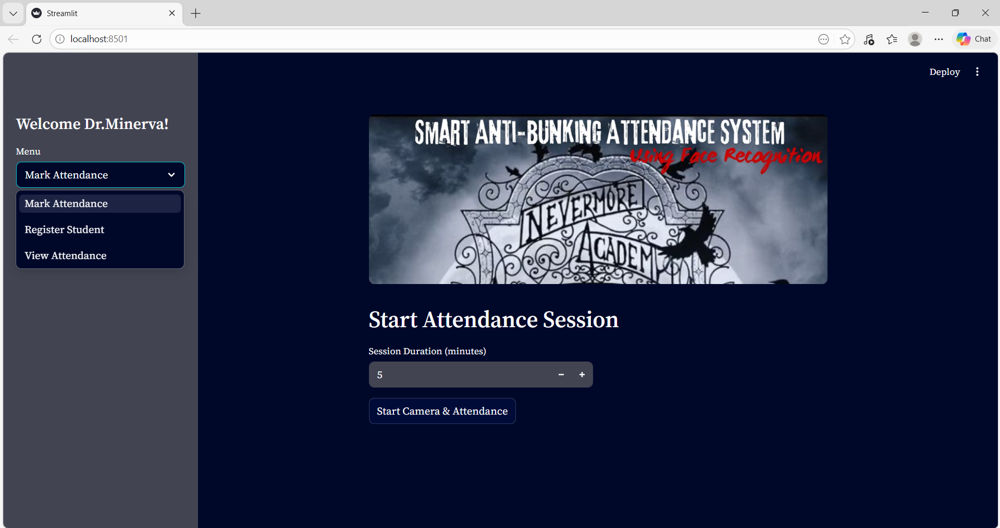 Streamlit
localhost:8501
Chat
Deploy
Welcome Dr.Minerva!
Menu
Mark Attendance
Mark Attendance
Register Student
View Attendance
SMART ANTI-BUNKING ATTENDANCE SYSTEM
Using Face Recognition
NEVERMORE
ACADEM
Start Attendance Session
Session Duration (minutes)
5
Start Camera & Attendance